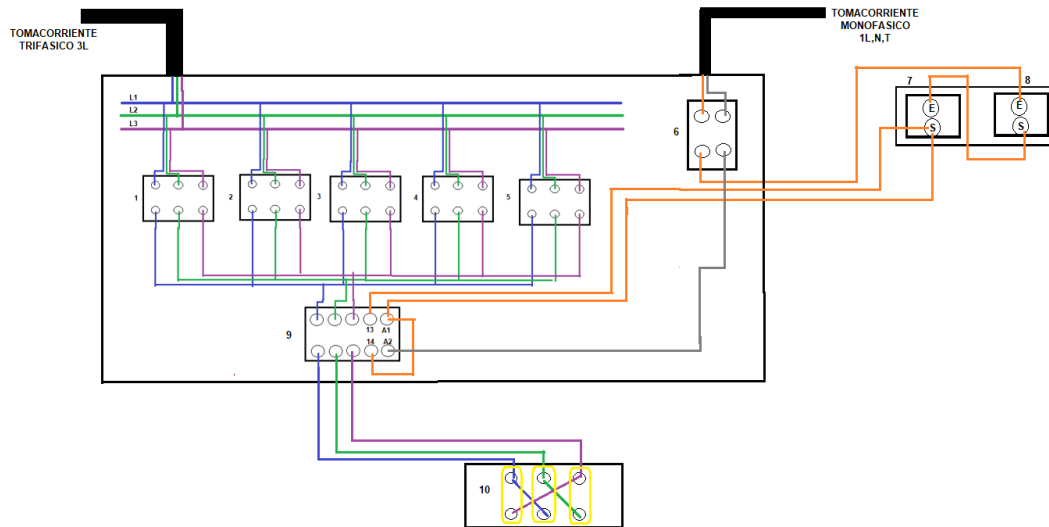 TOMACORRIENTE
TRIFASICO 3L
TOMACORRIENTE
MONOFASICO
1L,N,T
L1
L2
L3
1
2
3
4
5
6
7
8
E
S
E
S
9
13
A1
14
A2
10